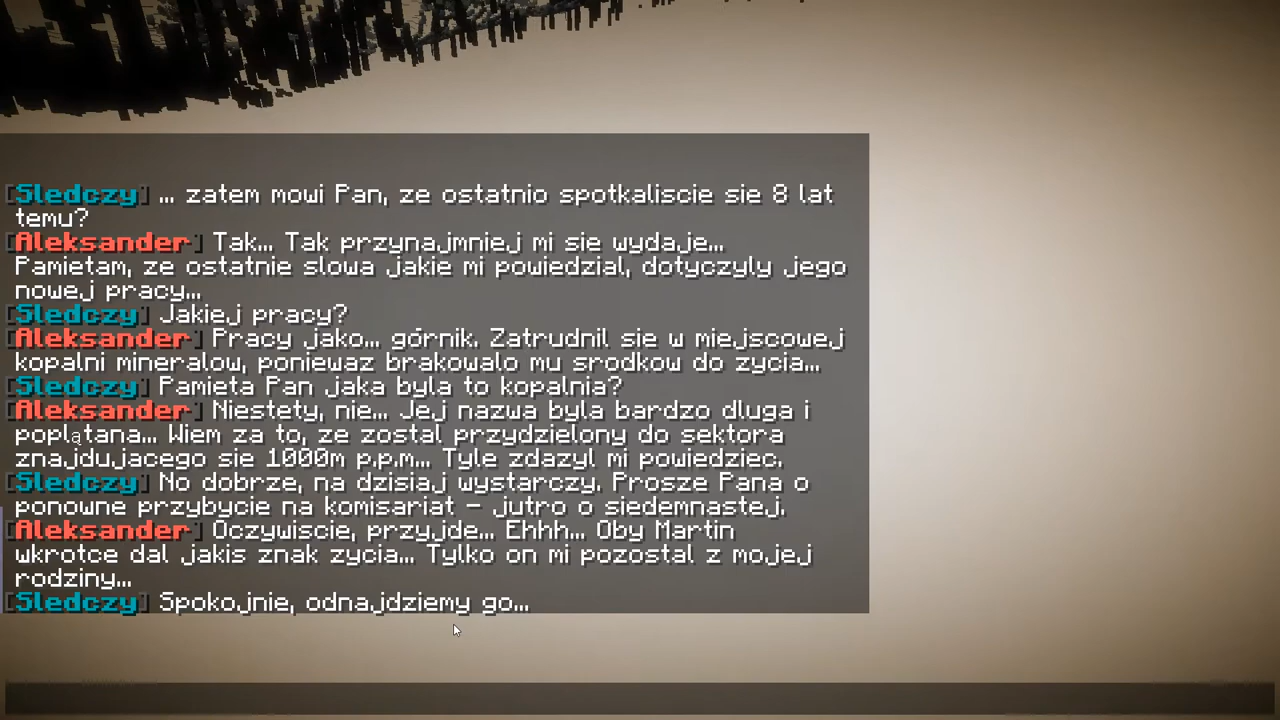 [Sledczy] ... zatem mowi Pan, ze ostatnio spotkaliscie sie 8 lat
temu?
[Aleksander] Tak... Tak przynajmniej mi sie wydaje...
Pamietam, ze ostatnie slowa jakie mi powiedzial, dotyczyly jego
nowej pracy...
[Sledczy] Jakiej pracy?
[Aleksander] Pracy jako... górnik. Zatrudnil sie w miejscowej
kopalni mineralow, poniewaz brakowalo mu srodkow do zycia...
[Sledczy] Pamieta Pan jaka byla to kopalnia?
[Aleksander] Niestety, nie... Jej nazwa byla bardzo dluga i
poplątana... Wiem za to, ze zostal przydzielony do sektora
znajdujacego sie 1000m p.p.m... Tyle zdazyl mi powiedziec.
[Sledczy] No dobrze, na dzisiaj wystarczy. Prosze Pana o
ponowne przybycie na komisariat - jutro o siedemnastej.
[Aleksander] Oczywiscie, przyjde... Ehhh... Oby Martin
wkrotce dal jakis znak zycia... Tylko on mi pozostal z mojej
rodziny...
[Sledczy] Spokojnie, odnajdziemy go...